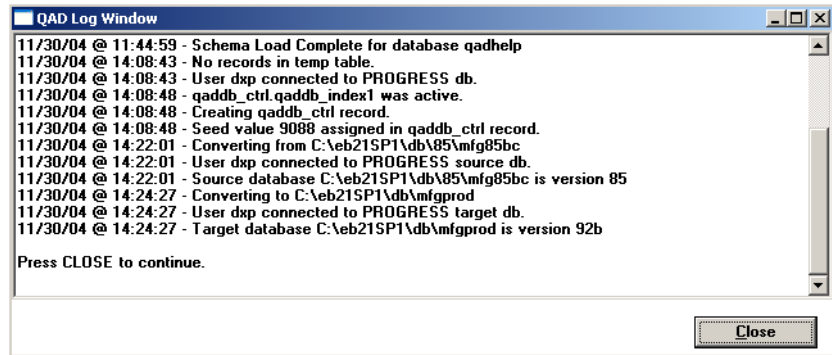 QAD Log Window
11/30/04 @ 11:44:59 - Schema Load Complete for database qadhelp
11/30/04 @ 14:08:43 - No records in temp table.
11/30/04 @ 14:08:43 - User dxp connected to PROGRESS db.
11/30/04 @ 14:08:48 - qaddb_ctrl.qaddb_index1 was active.
11/30/04 @ 14:08:48 - Creating qaddb_ctrl record.
11/30/04 @ 14:08:48 - Seed value 9088 assigned in qaddb_ctrl record.
11/30/04 @ 14:22:01 - Converting from C:\eb21SP1\db\85\mfg85bc
11/30/04 @ 14:22:01 - User dxp connected to PROGRESS source db.
11/30/04 @ 14:22:01 - Source database C:\eb21SP1\db\85\mfg85bc is version 85
11/30/04 @ 14:24:27 - Converting to C:\eb21SP1\db\mfgprod
11/30/04 @ 14:24:27 - User dxp connected to PROGRESS target db.
11/30/04 @ 14:24:27 - Target database C:\eb21SP1\db\mfgprod is version 92b
Press CLOSE to continue.
Close